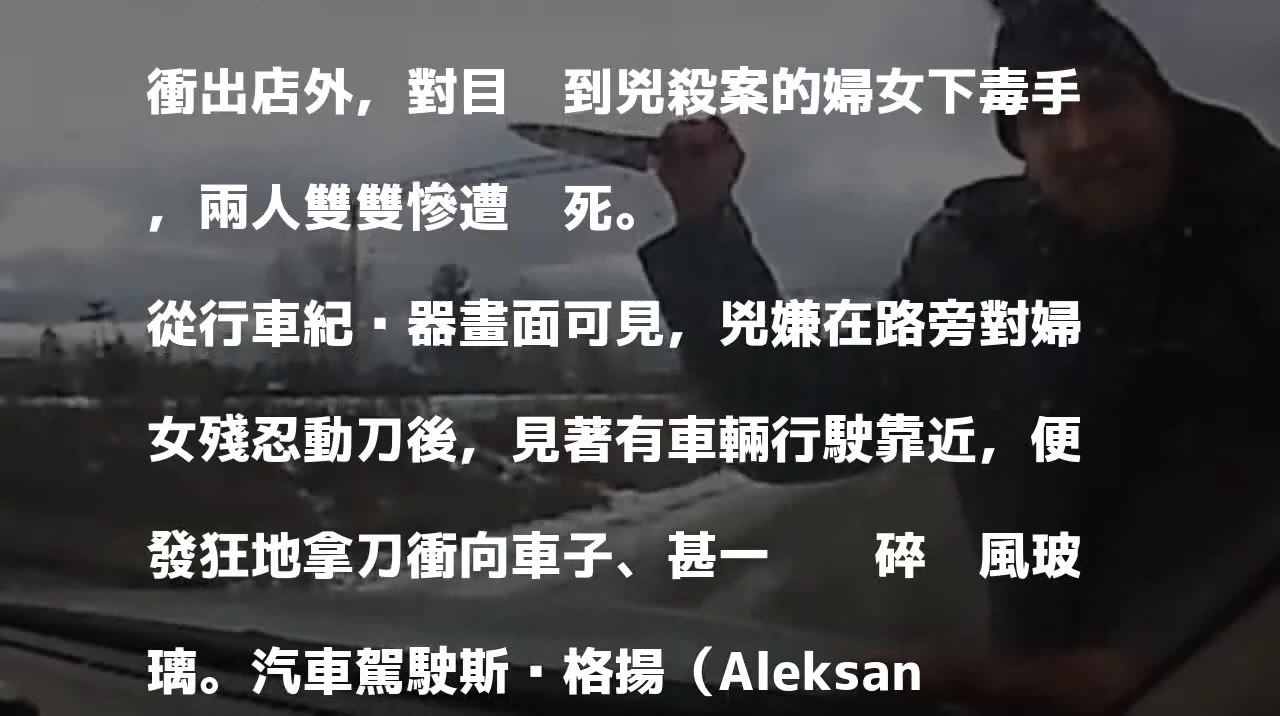 衝出店外，對目　到兇殺案的婦女下毒手
，兩人雙雙慘遭　死。
從行車紀▪器畫面可見，兇嫌在路旁對婦
女殘忍動刀後，見著有車輛行駛靠近，便
發狂地拿刀衝向車子、甚一　　碎　風玻
璃。汽車駕駛斯▪格揚（Aleksan